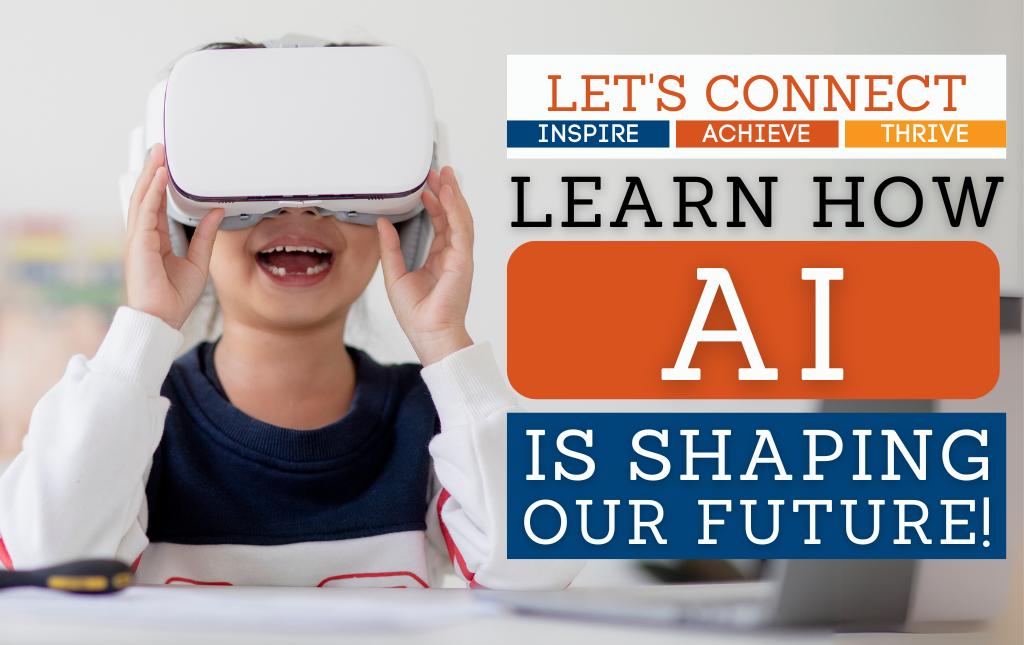 LET'S CONNECT
INSPIRE ACHIEVE THRIVE
LEARN HOW
AI
IS SHAPING
OUR FUTURE!